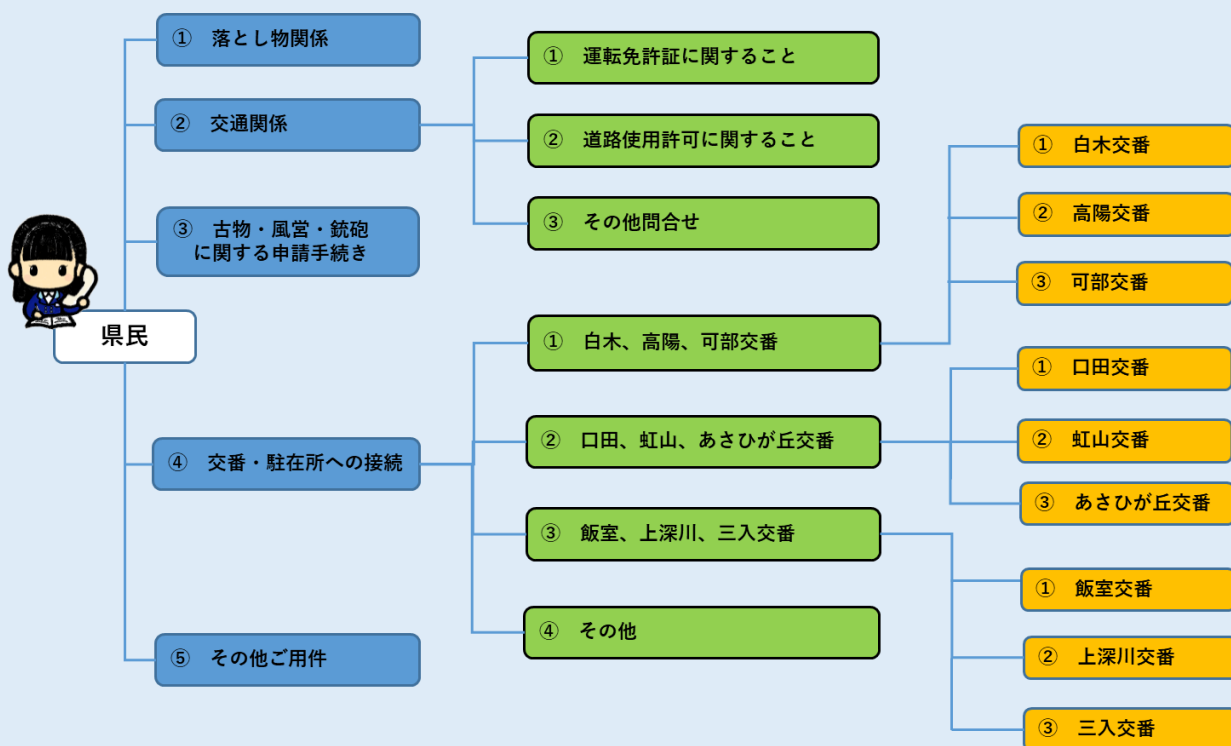 県民
① 落とし物関係
② 交通関係
③ 古物・風営・銃砲
に関する申請手続き
④ 交番・駐在所への接続
⑤ その他ご用件
① 運転免許証に関すること
② 道路使用許可に関すること
③ その他問合せ
① 白木、高陽、可部交番
② 口田、虹山、あさひが丘交番
③ 飯室、上深川、三入交番
④ その他
① 白木交番
② 高陽交番
③ 可部交番
① 口田交番
② 虹山交番
③ あさひが丘交番
① 飯室交番
② 上深川交番
③ 三入交番